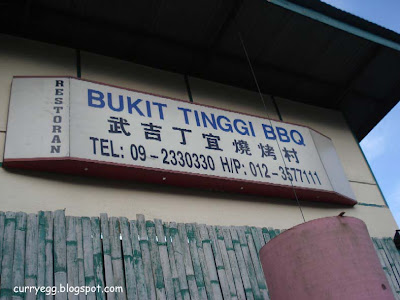 RESTORAN
BUKIT TINGGI BBQ
武吉丁宜燒烤村
TEL: 09-2330330 H/P: 012-3577111
curryegg.blogspot.com